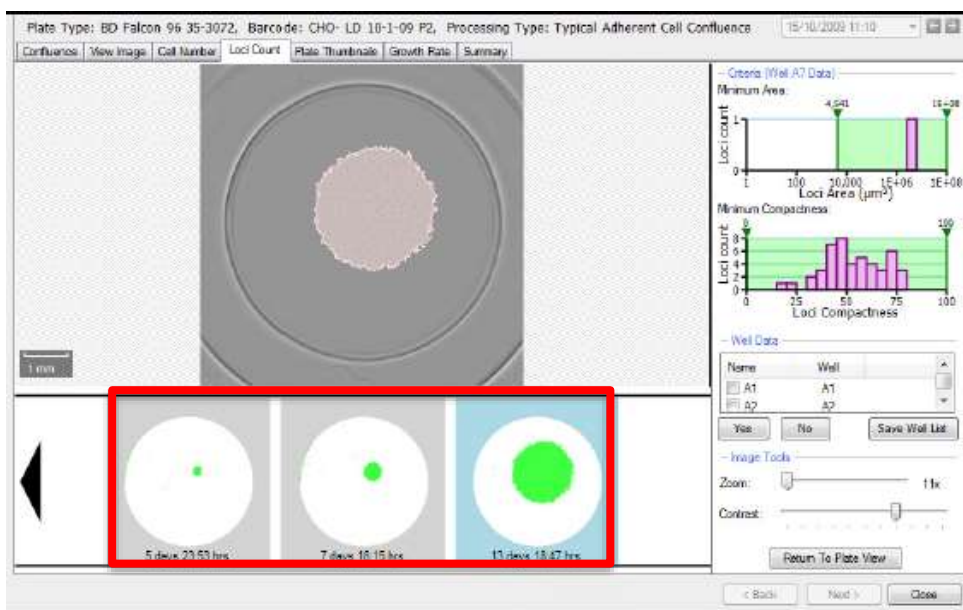 Plate Type: BD Falcon 96 35-3072, Barcode: CHO- LD 10-1-09 P2, Processing Type: Typical Adherent Cell Confluence
15/10/2009 11:10
Confluence View Image Cell Number Loci Count Plate Thumbnails Growth Rate Summary
Criteria (Well A7 Data)
Minimum Area:
4,641 1E+08
Loci count
1
0
1 100 10,000 1E+06 1E+08
Loci Area (µm²)
Minimum Compactness:
0 100
Loci count
8
6
4
2
0
0 25 50 75 100
Loci Compactness
Well Data
Name Well
A1 A1
A2 A2
Yes No Save Well List
Image Tools
Zoom: 11x
Contrast:
Return To Plate View
1 mm
5 days 23:53 hrs 7 days 18:15 hrs 13 days 18:47 hrs
< Back Next > Close